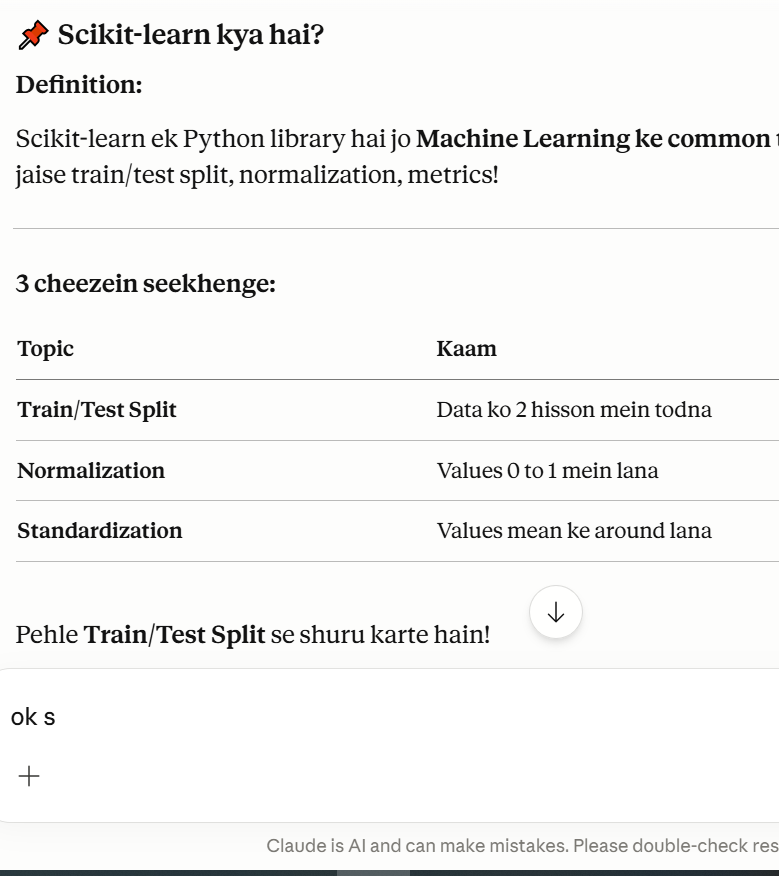 📌 Scikit-learn kya hai?
Definition:
Scikit-learn ek Python library hai jo Machine Learning ke common
jaise train/test split, normalization, metrics!
3 cheezein seekhenge:
Topic Kaam
Train/Test Split Data ko 2 hisson mein todna
Normalization Values 0 to 1 mein lana
Standardization Values mean ke around lana
Pehle Train/Test Split se shuru karte hain!
ok s
Claude is AI and can make mistakes. Please double-check res